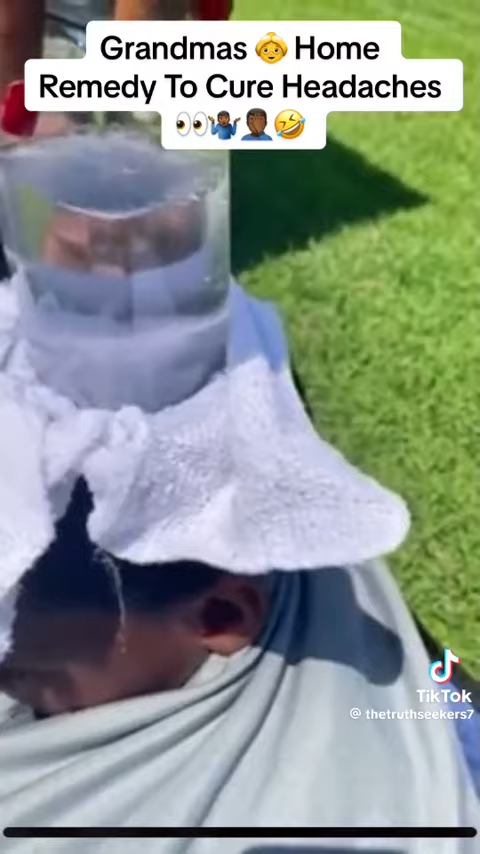 Grandmas 👵 Home
Remedy To Cure Headaches
👀🤷🏾‍♂️🤦🏾‍♂️🤣
TikTok
@ thetruthseekers7